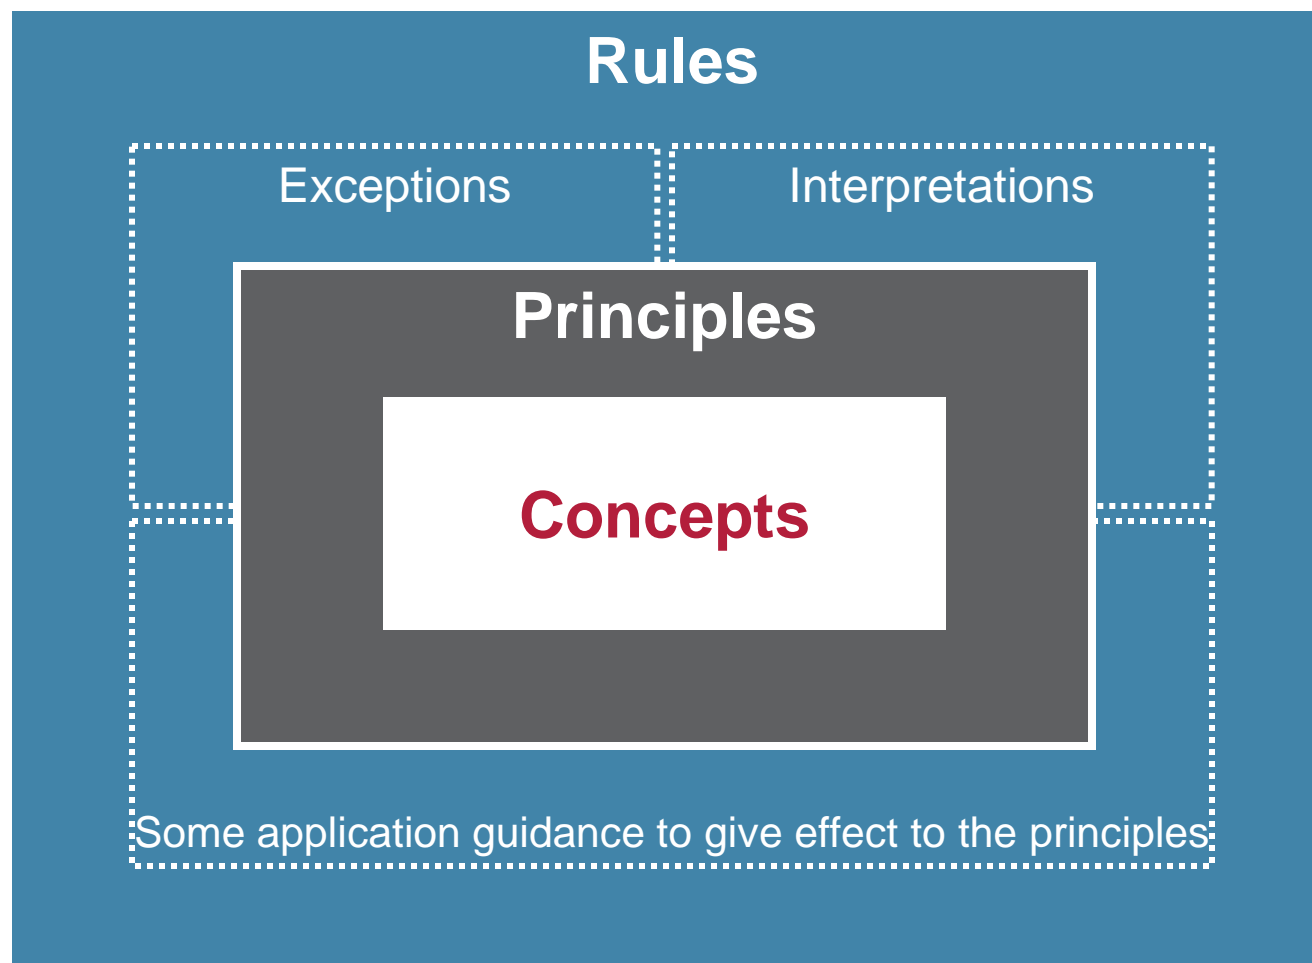 Rules
Exceptions
Interpretations
Principles
Concepts
Some application guidance to give effect to the principles